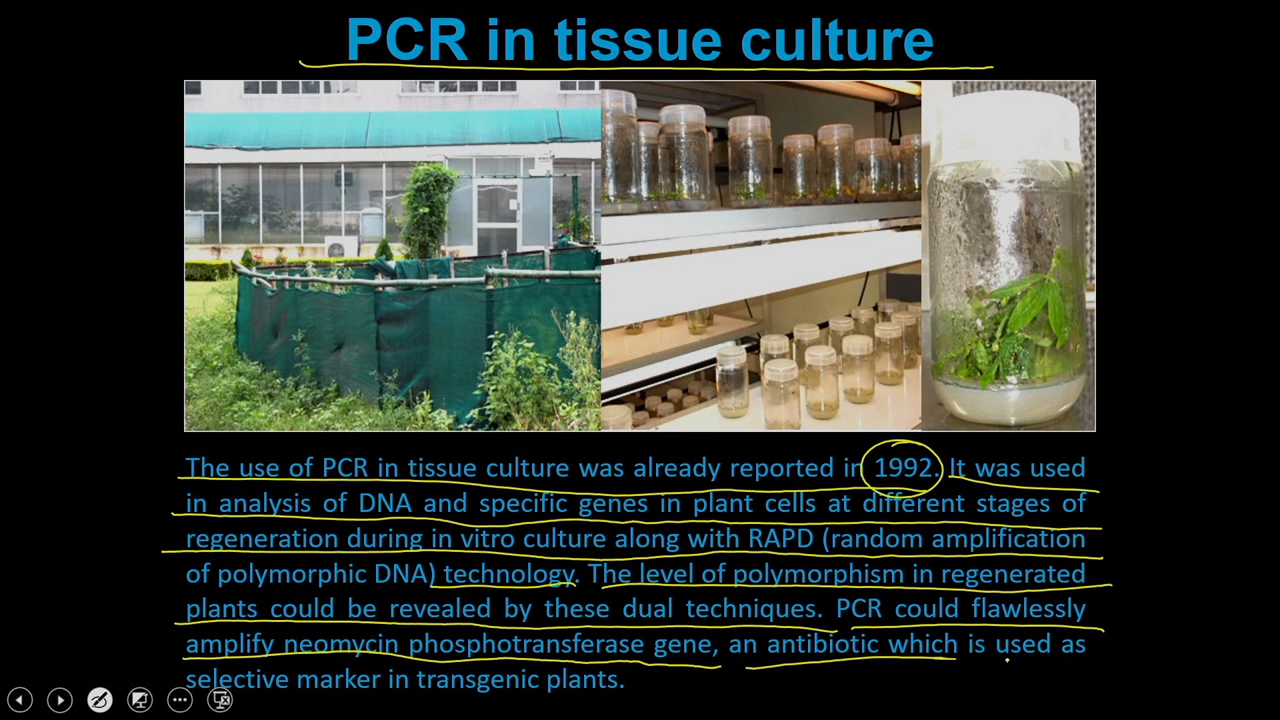 PCR in tissue culture
The use of PCR in tissue culture was already reported in 1992. It was used
in analysis of DNA and specific genes in plant cells at different stages of
regeneration during in vitro culture along with RAPD (random amplification
of polymorphic DNA) technology. The level of polymorphism in regenerated
plants could be revealed by these dual techniques. PCR could flawlessly
amplify neomycin phosphotransferase gene, an antibiotic which is used as
selective marker in transgenic plants.